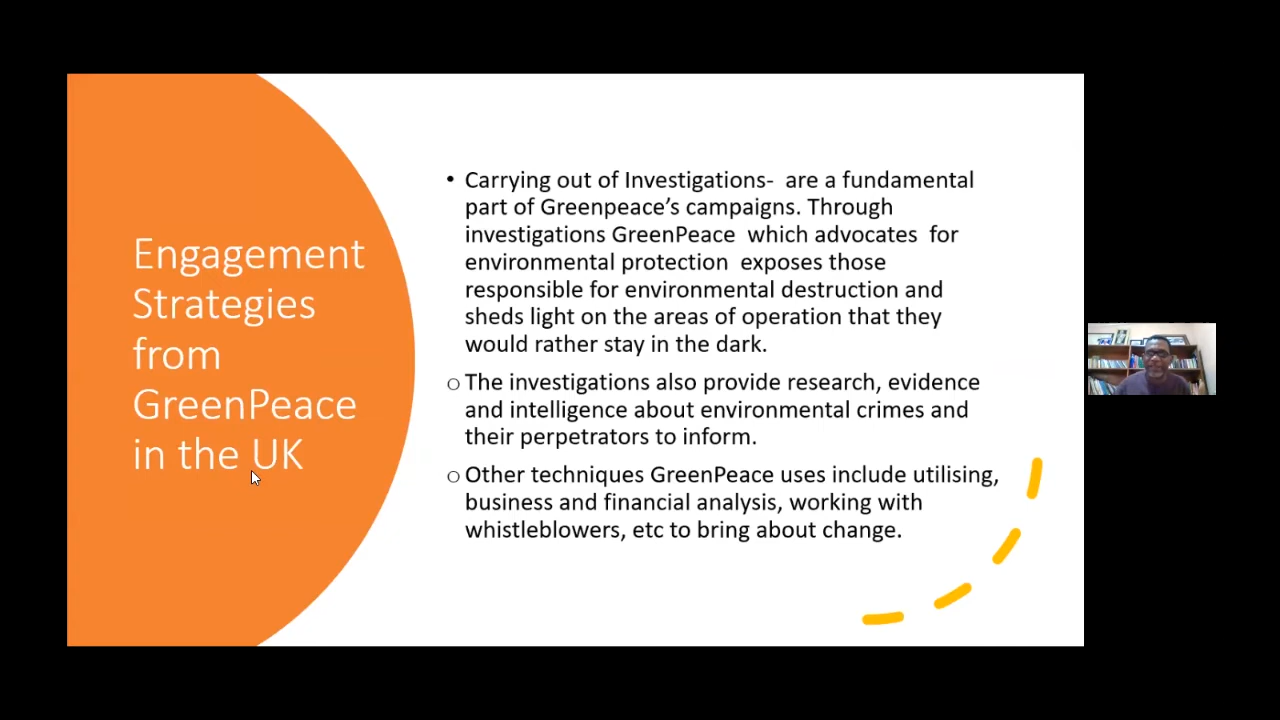 Engagement
Strategies
from
GreenPeace
in the UK
• Carrying out of Investigations-  are a fundamental
part of Greenpeace’s campaigns. Through
investigations GreenPeace  which advocates  for
environmental protection  exposes those
responsible for environmental destruction and
sheds light on the areas of operation that they
would rather stay in the dark.
o The investigations also provide research, evidence
and intelligence about environmental crimes and
their perpetrators to inform.
o Other techniques GreenPeace uses include utilising,
business and financial analysis, working with
whistleblowers, etc to bring about change.